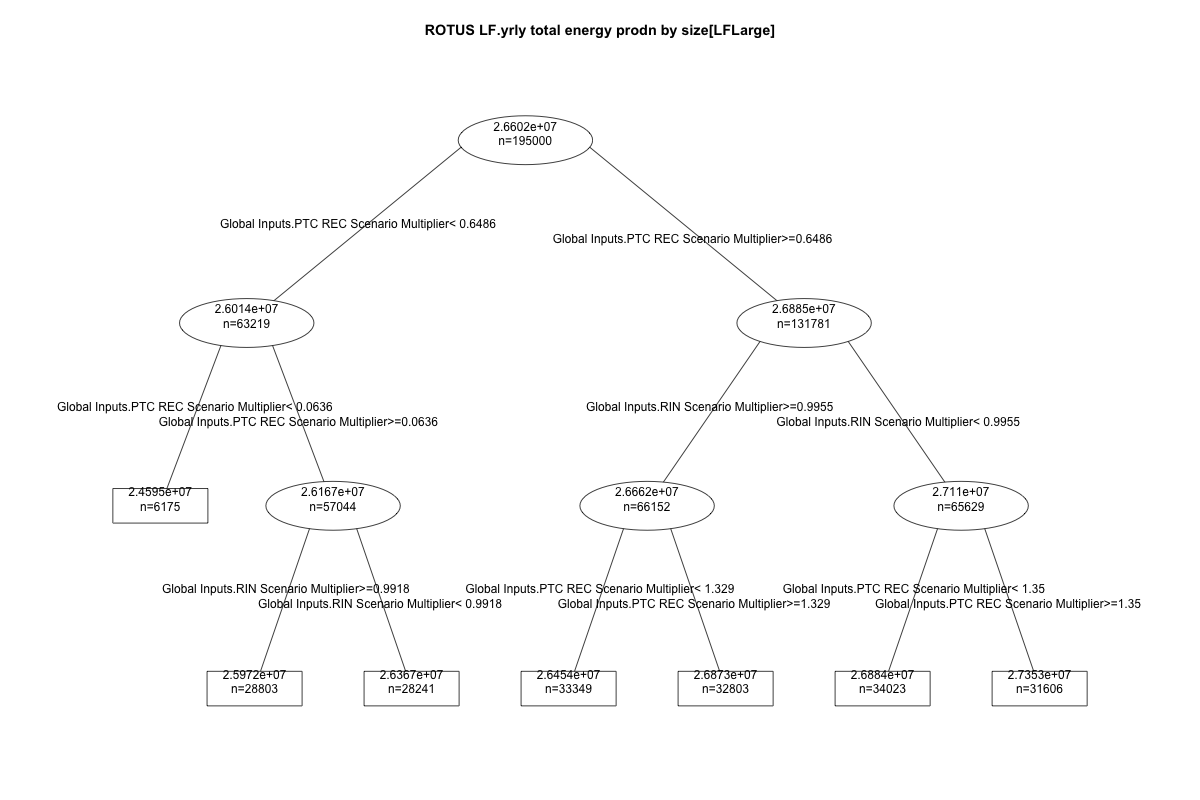 ROTUS LF.yrly total energy prodn by size[LFLarge]
2.6602e+07
n=195000
Global Inputs.PTC REC Scenario Multiplier< 0.6486
Global Inputs.PTC REC Scenario Multiplier>=0.6486
2.6014e+07
n=63219
2.6885e+07
n=131781
Global Inputs.PTC REC Scenario Multiplier< 0.0636
Global Inputs.PTC REC Scenario Multiplier>=0.0636
Global Inputs.RIN Scenario Multiplier>=0.9955
Global Inputs.RIN Scenario Multiplier< 0.9955
2.4595e+07
n=6175
2.6167e+07
n=57044
2.6662e+07
n=66152
2.711e+07
n=65629
Global Inputs.RIN Scenario Multiplier>=0.9918
Global Inputs.RIN Scenario Multiplier< 0.9918
Global Inputs.PTC REC Scenario Multiplier< 1.329
Global Inputs.PTC REC Scenario Multiplier>=1.329
Global Inputs.PTC REC Scenario Multiplier< 1.35
Global Inputs.PTC REC Scenario Multiplier>=1.35
2.5972e+07
n=28803
2.6367e+07
n=28241
2.6454e+07
n=33349
2.6873e+07
n=32803
2.6884e+07
n=34023
2.7353e+07
n=31606